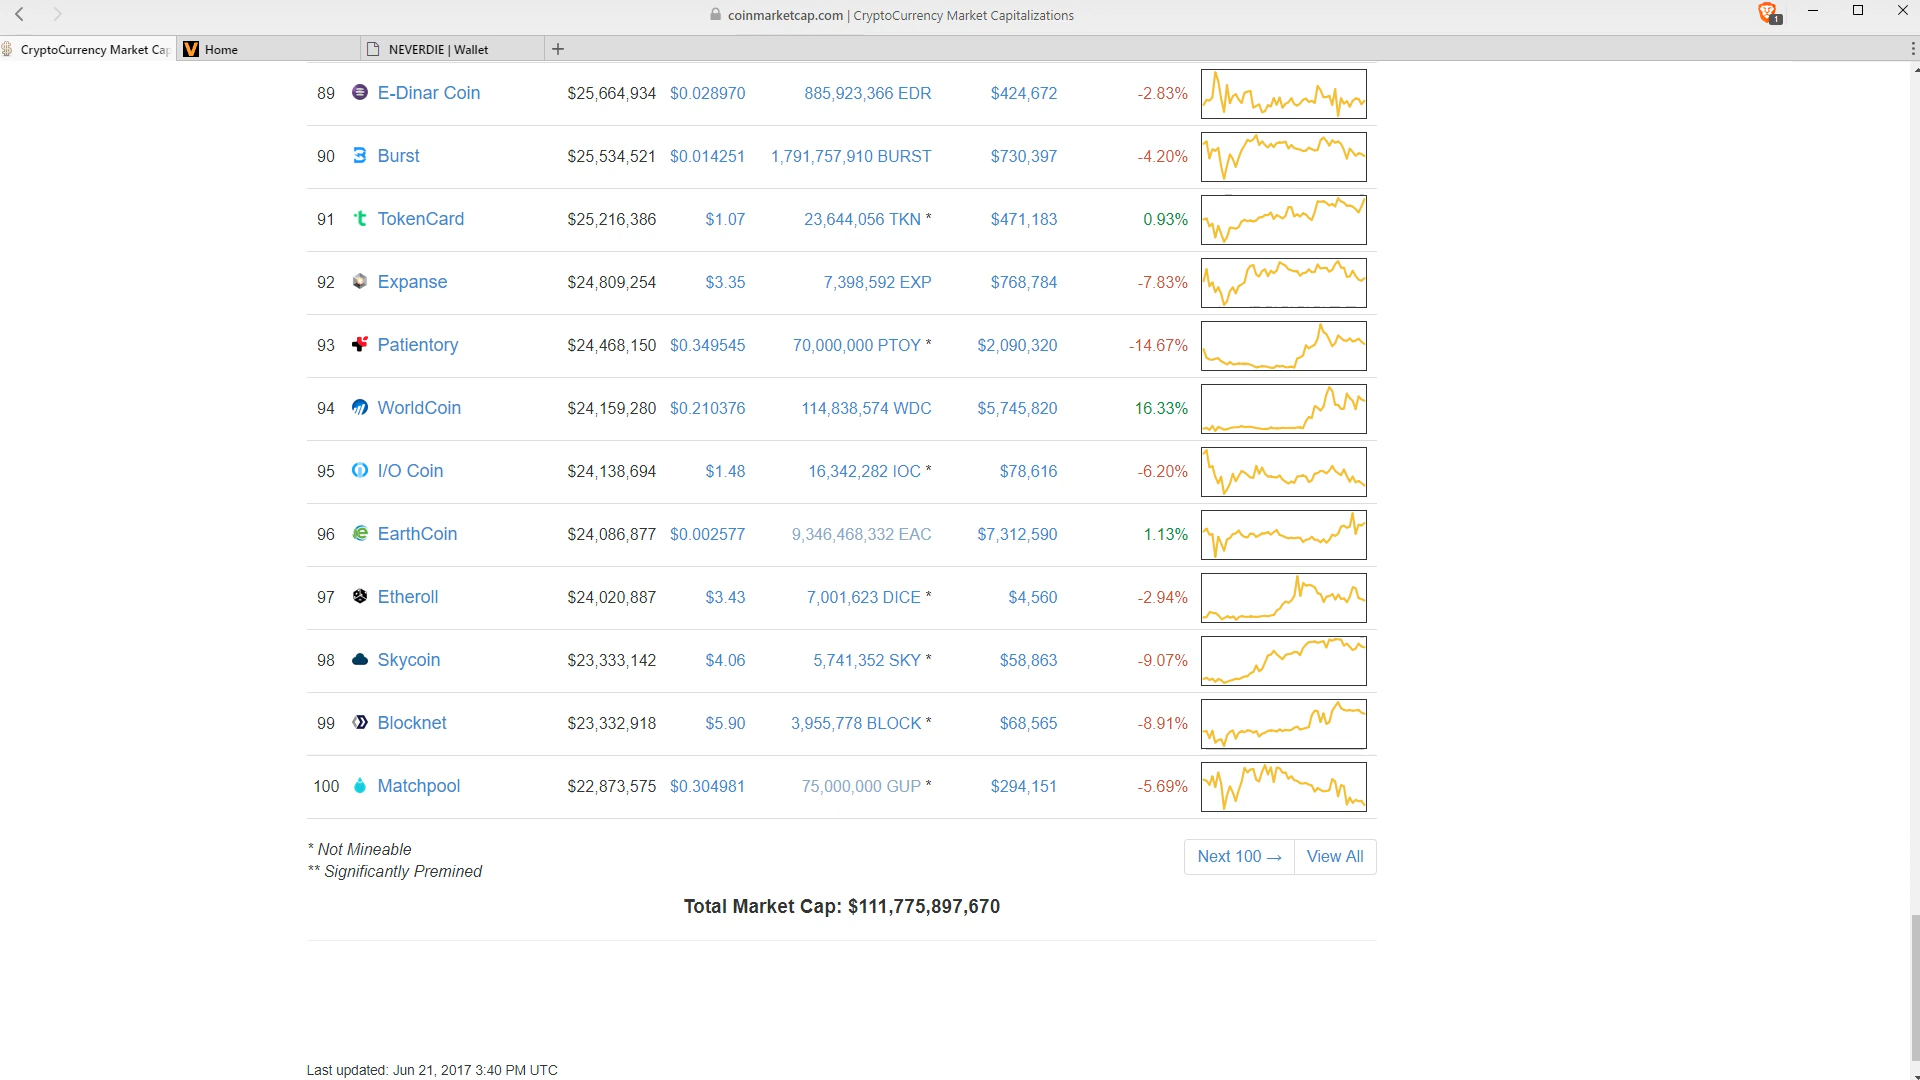 coinmarketcap.com | CryptoCurrency Market Capitalizations
1
CryptoCurrency Market Cap
Home
NEVERDIE | Wallet
89 E-Dinar Coin $25,664,934 $0.028970 885,923,366 EDR $424,672 -2.83%
90 Burst $25,534,521 $0.014251 1,791,757,910 BURST $730,397 -4.20%
91 TokenCard $25,216,386 $1.07 23,644,056 TKN * $471,183 0.93%
92 Expanse $24,809,254 $3.35 7,398,592 EXP $768,784 -7.83%
93 Patientory $24,468,150 $0.349545 70,000,000 PTOY * $2,090,320 -14.67%
94 WorldCoin $24,159,280 $0.210376 114,838,574 WDC $5,745,820 16.33%
95 I/O Coin $24,138,694 $1.48 16,342,282 IOC * $78,616 -6.20%
96 EarthCoin $24,086,877 $0.002577 9,346,468,332 EAC $7,312,590 1.13%
97 Etheroll $24,020,887 $3.43 7,001,623 DICE * $4,560 -2.94%
98 Skycoin $23,333,142 $4.06 5,741,352 SKY * $58,863 -9.07%
99 Blocknet $23,332,918 $5.90 3,955,778 BLOCK * $68,565 -8.91%
100 Matchpool $22,873,575 $0.304981 75,000,000 GUP * $294,151 -5.69%
* Not Mineable
** Significantly Premined
Next 100 → View All
Total Market Cap: $111,775,897,670
Last updated: Jun 21, 2017 3:40 PM UTC